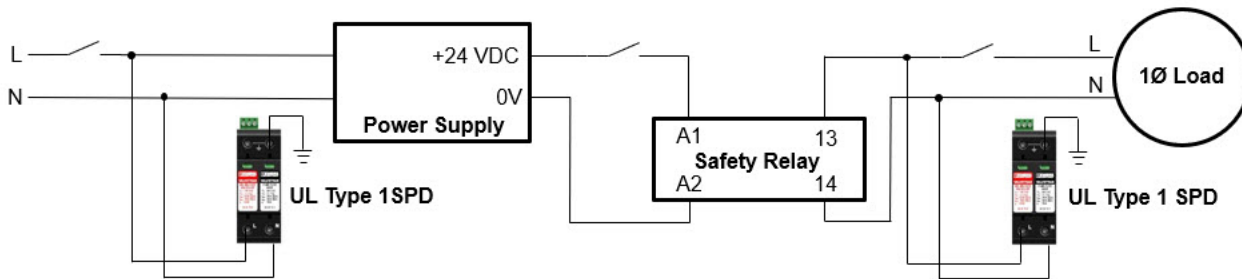 L
N
+24 VDC
0V
Power Supply
UL Type 1SPD
A1 13
Safety Relay
A2 14
L
N
1Ø Load
UL Type 1 SPD
L N
L N